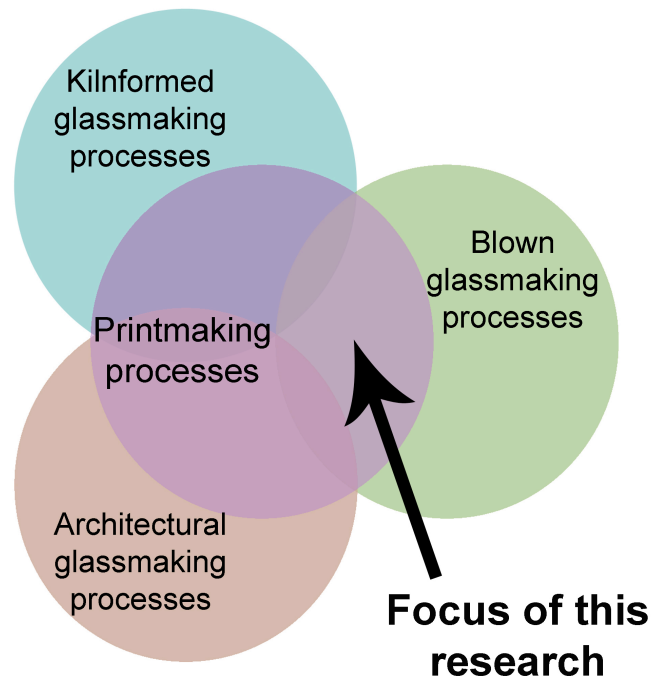 Kilnformed
glassmaking
processes
Blown
glassmaking
processes
Printmaking
processes
Architectural
glassmaking
processes
Focus of this
research